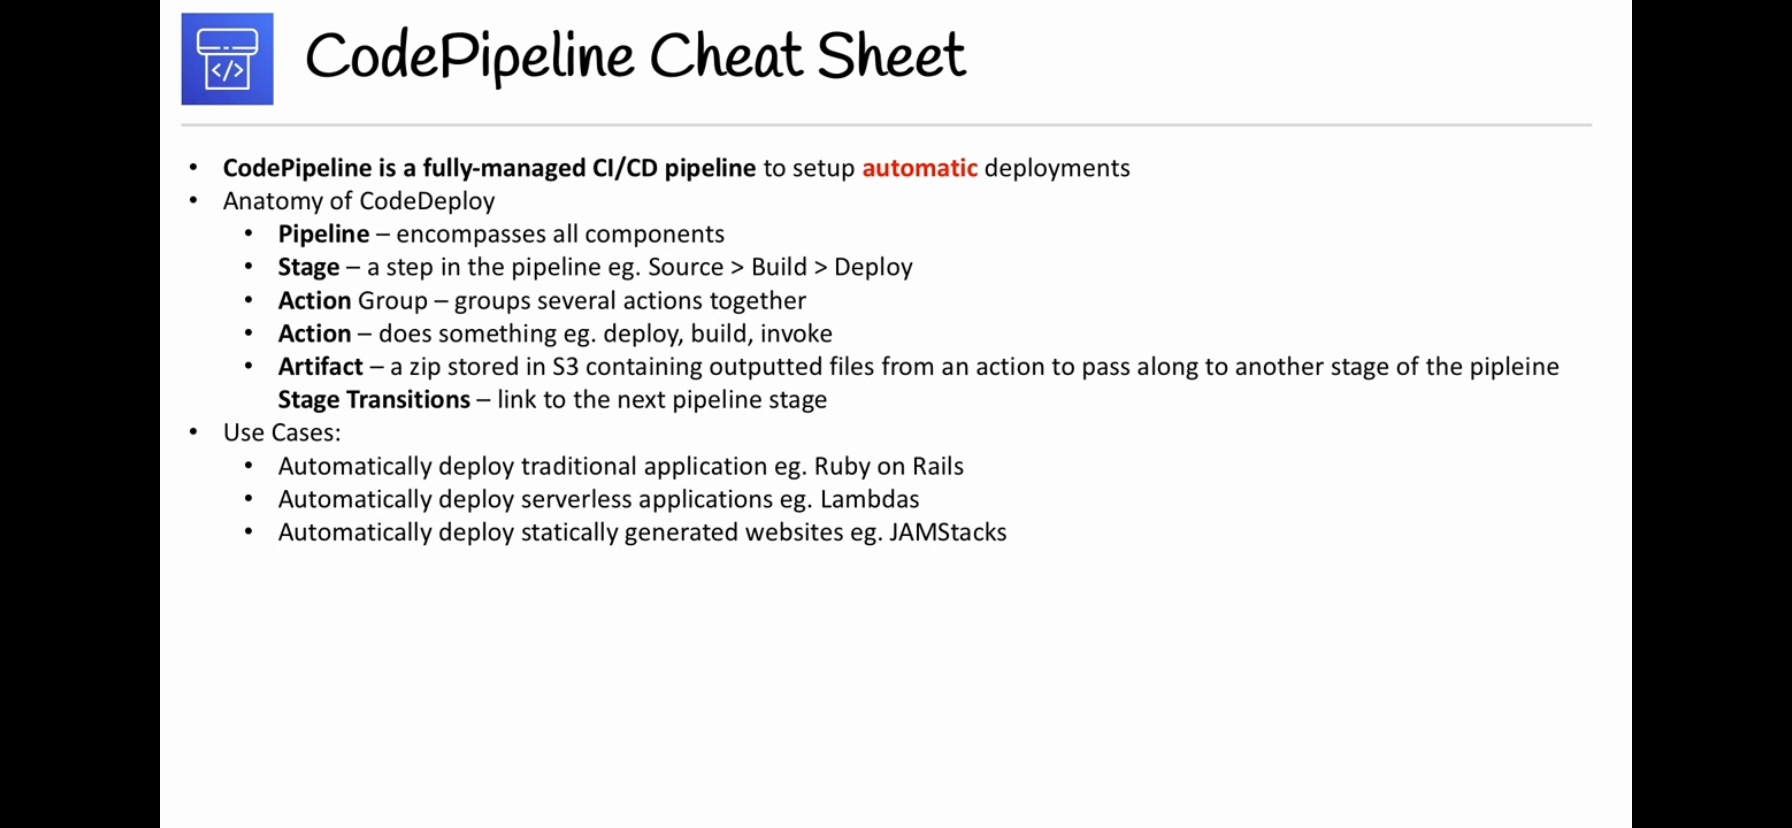 </>
CodePipeline Cheat Sheet
• CodePipeline is a fully-managed CI/CD pipeline to setup automatic deployments
• Anatomy of CodeDeploy
• Pipeline – encompasses all components
• Stage – a step in the pipeline eg. Source > Build > Deploy
• Action Group – groups several actions together
• Action – does something eg. deploy, build, invoke
• Artifact – a zip stored in S3 containing outputted files from an action to pass along to another stage of the pipleine
Stage Transitions – link to the next pipeline stage
• Use Cases:
• Automatically deploy traditional application eg. Ruby on Rails
• Automatically deploy serverless applications eg. Lambdas
• Automatically deploy statically generated websites eg. JAMStacks